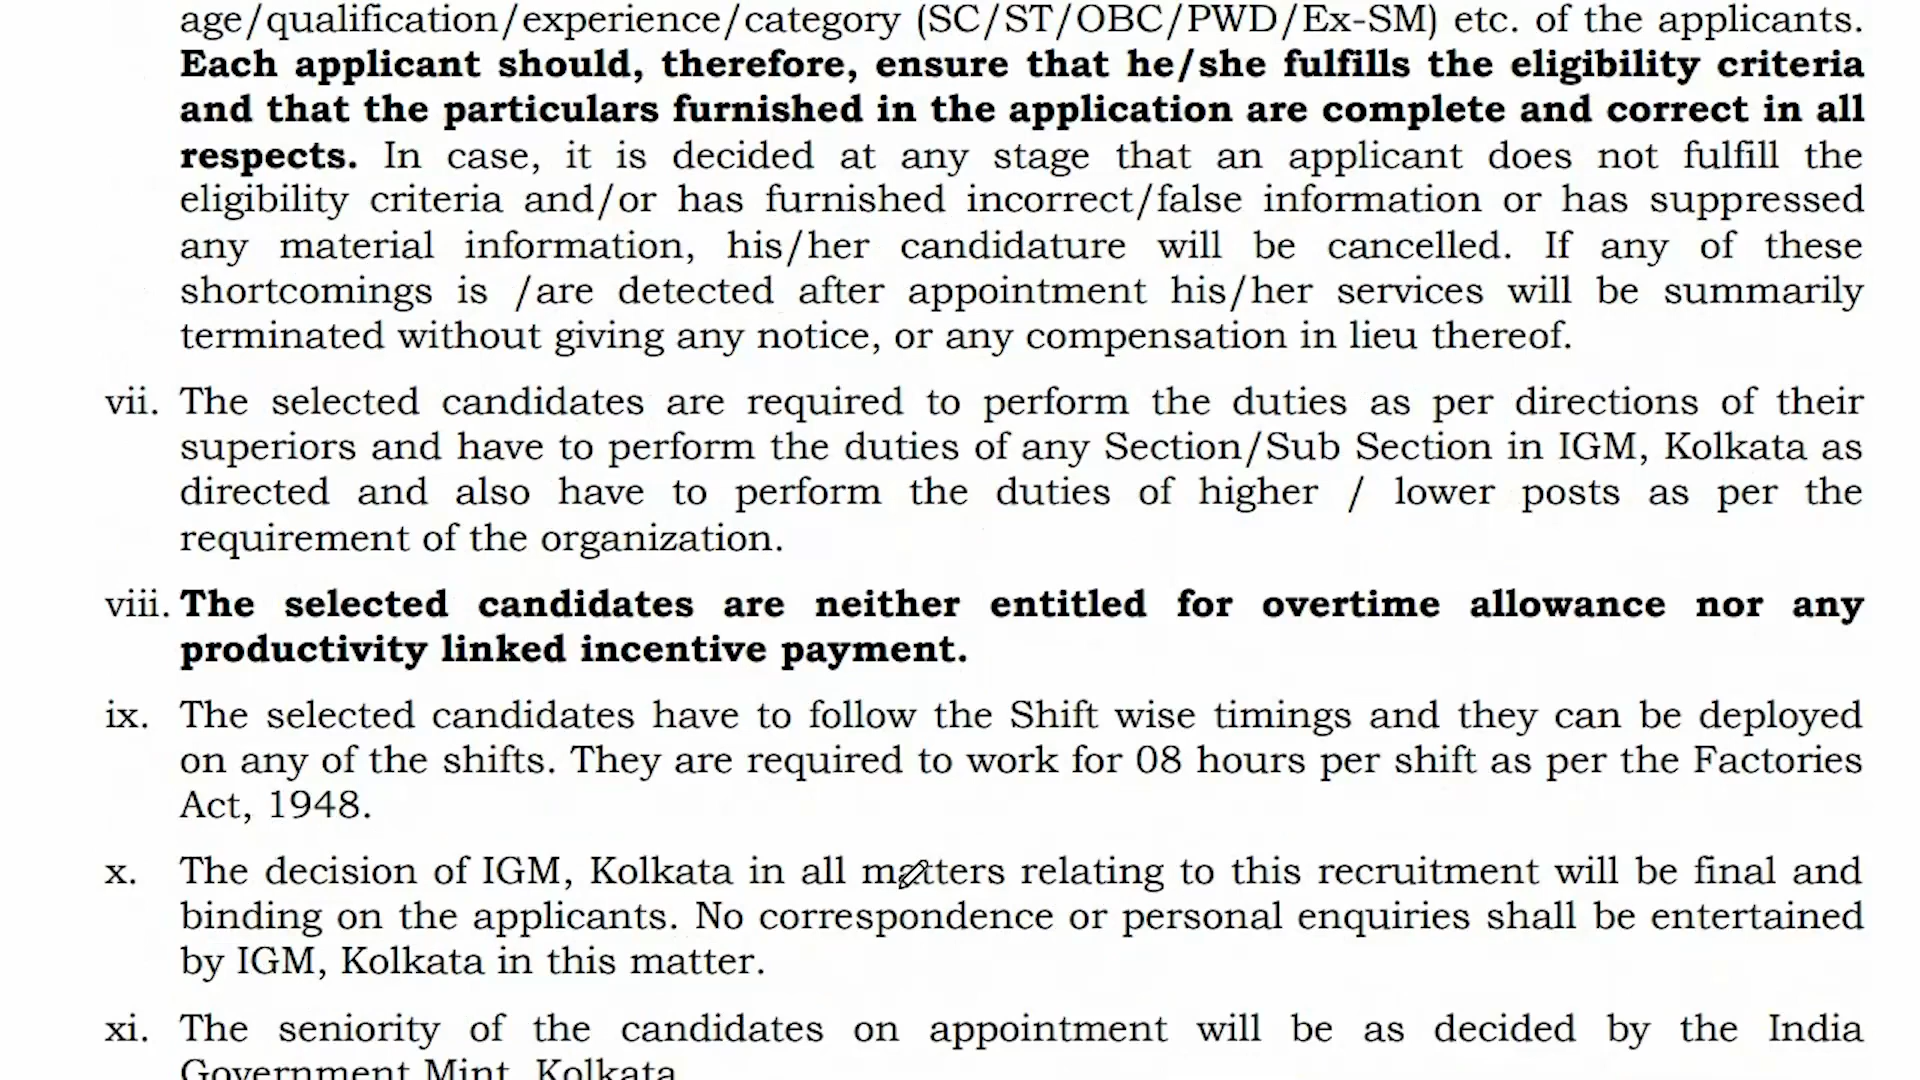 age/qualification/experience/category (SC/ST/OBC/PWD/Ex-SM) etc. of the applicants.
Each applicant should, therefore, ensure that he/she fulfills the eligibility criteria
and that the particulars furnished in the application are complete and correct in all
respects. In case, it is decided at any stage that an applicant does not fulfill the
eligibility criteria and/or has furnished incorrect/false information or has suppressed
any material information, his/her candidature will be cancelled. If any of these
shortcomings is /are detected after appointment his/her services will be summarily
terminated without giving any notice, or any compensation in lieu thereof.
vii. The selected candidates are required to perform the duties as per directions of their
superiors and have to perform the duties of any Section/Sub Section in IGM, Kolkata as
directed and also have to perform the duties of higher / lower posts as per the
requirement of the organization.
viii. The selected candidates are neither entitled for overtime allowance nor any
productivity linked incentive payment.
ix. The selected candidates have to follow the Shift wise timings and they can be deployed
on any of the shifts. They are required to work for 08 hours per shift as per the Factories
Act, 1948.
x. The decision of IGM, Kolkata in all matters relating to this recruitment will be final and
binding on the applicants. No correspondence or personal enquiries shall be entertained
by IGM, Kolkata in this matter.
xi. The seniority of the candidates on appointment will be as decided by the India
Government Mint, Kolkata